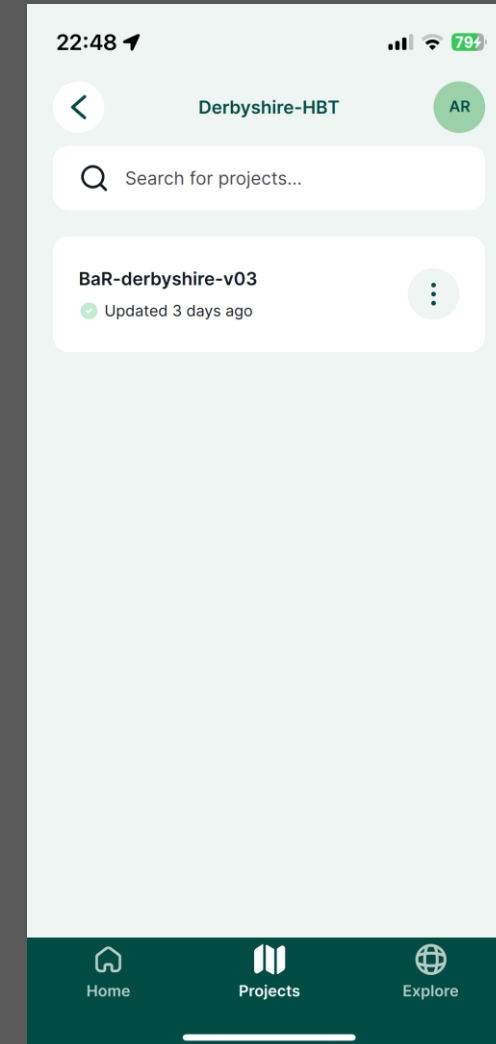 22:48 79
Derbyshire-HBT AR
Search for projects...
BaR-derbyshire-v03
Updated 3 days ago
Home Projects Explore